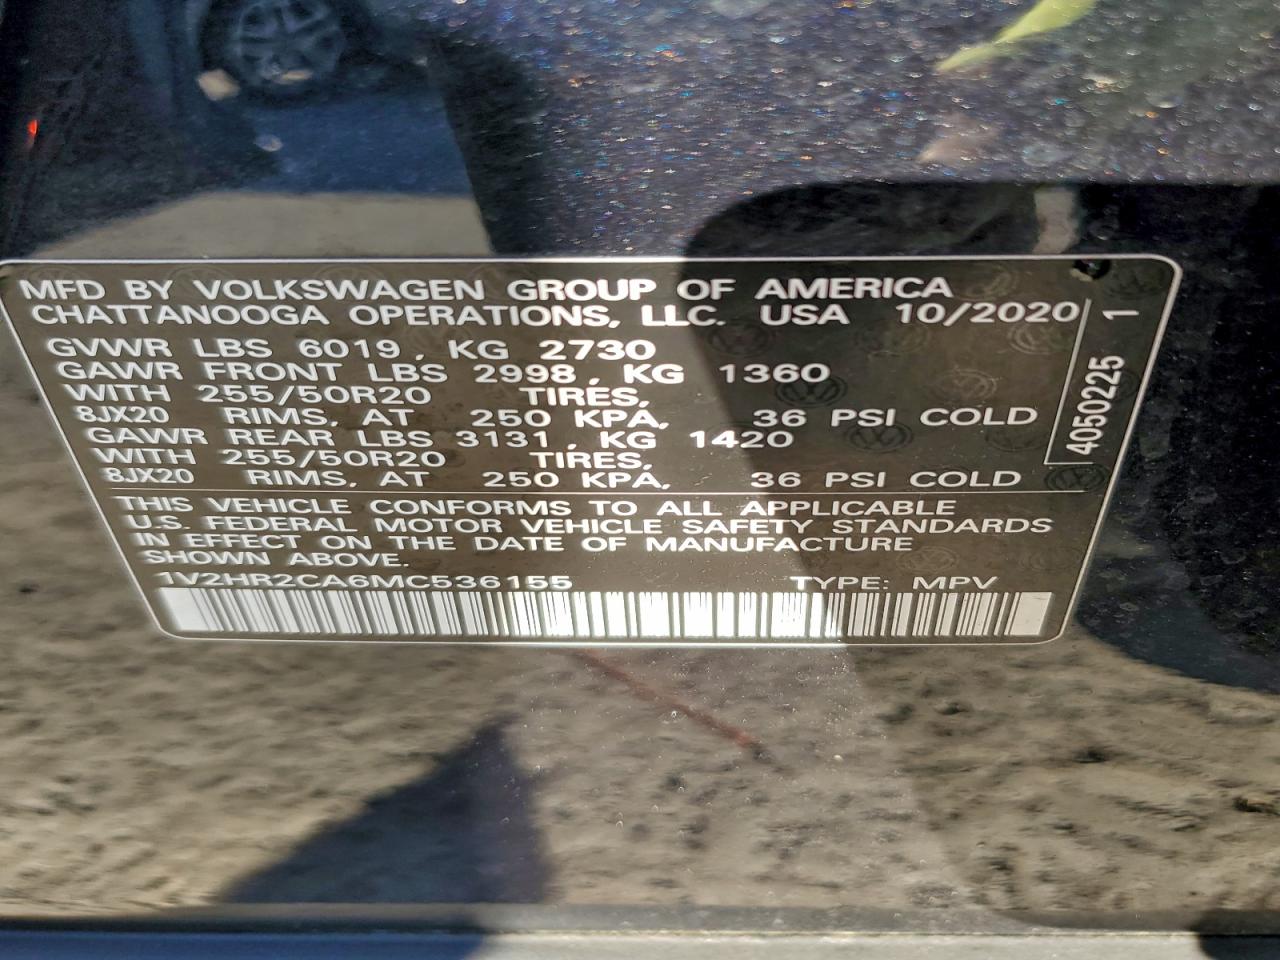 MFD BY VOLKSWAGEN GROUP OF AMERICA
CHATTANOOGA OPERATIONS, LLC. USA 10/2020
GVWR LBS 6019, KG 2730
GAWR FRONT LBS 2998, KG 1360
WITH 255/50R20 TIRES,
8JX20 RIMS, AT 250 KPA, 36 PSI COLD
GAWR REAR LBS 3131, KG 1420
WITH 255/50R20 TIRES,
8JX20 RIMS, AT 250 KPA, 36 PSI COLD
40502225 1
THIS VEHICLE CONFORMS TO ALL APPLICABLE
U.S. FEDERAL MOTOR VEHICLE SAFETY STANDARDS
IN EFFECT ON THE DATE OF MANUFACTURE
SHOWN ABOVE.
1V2HR2CA6MC536155 TYPE: MPV